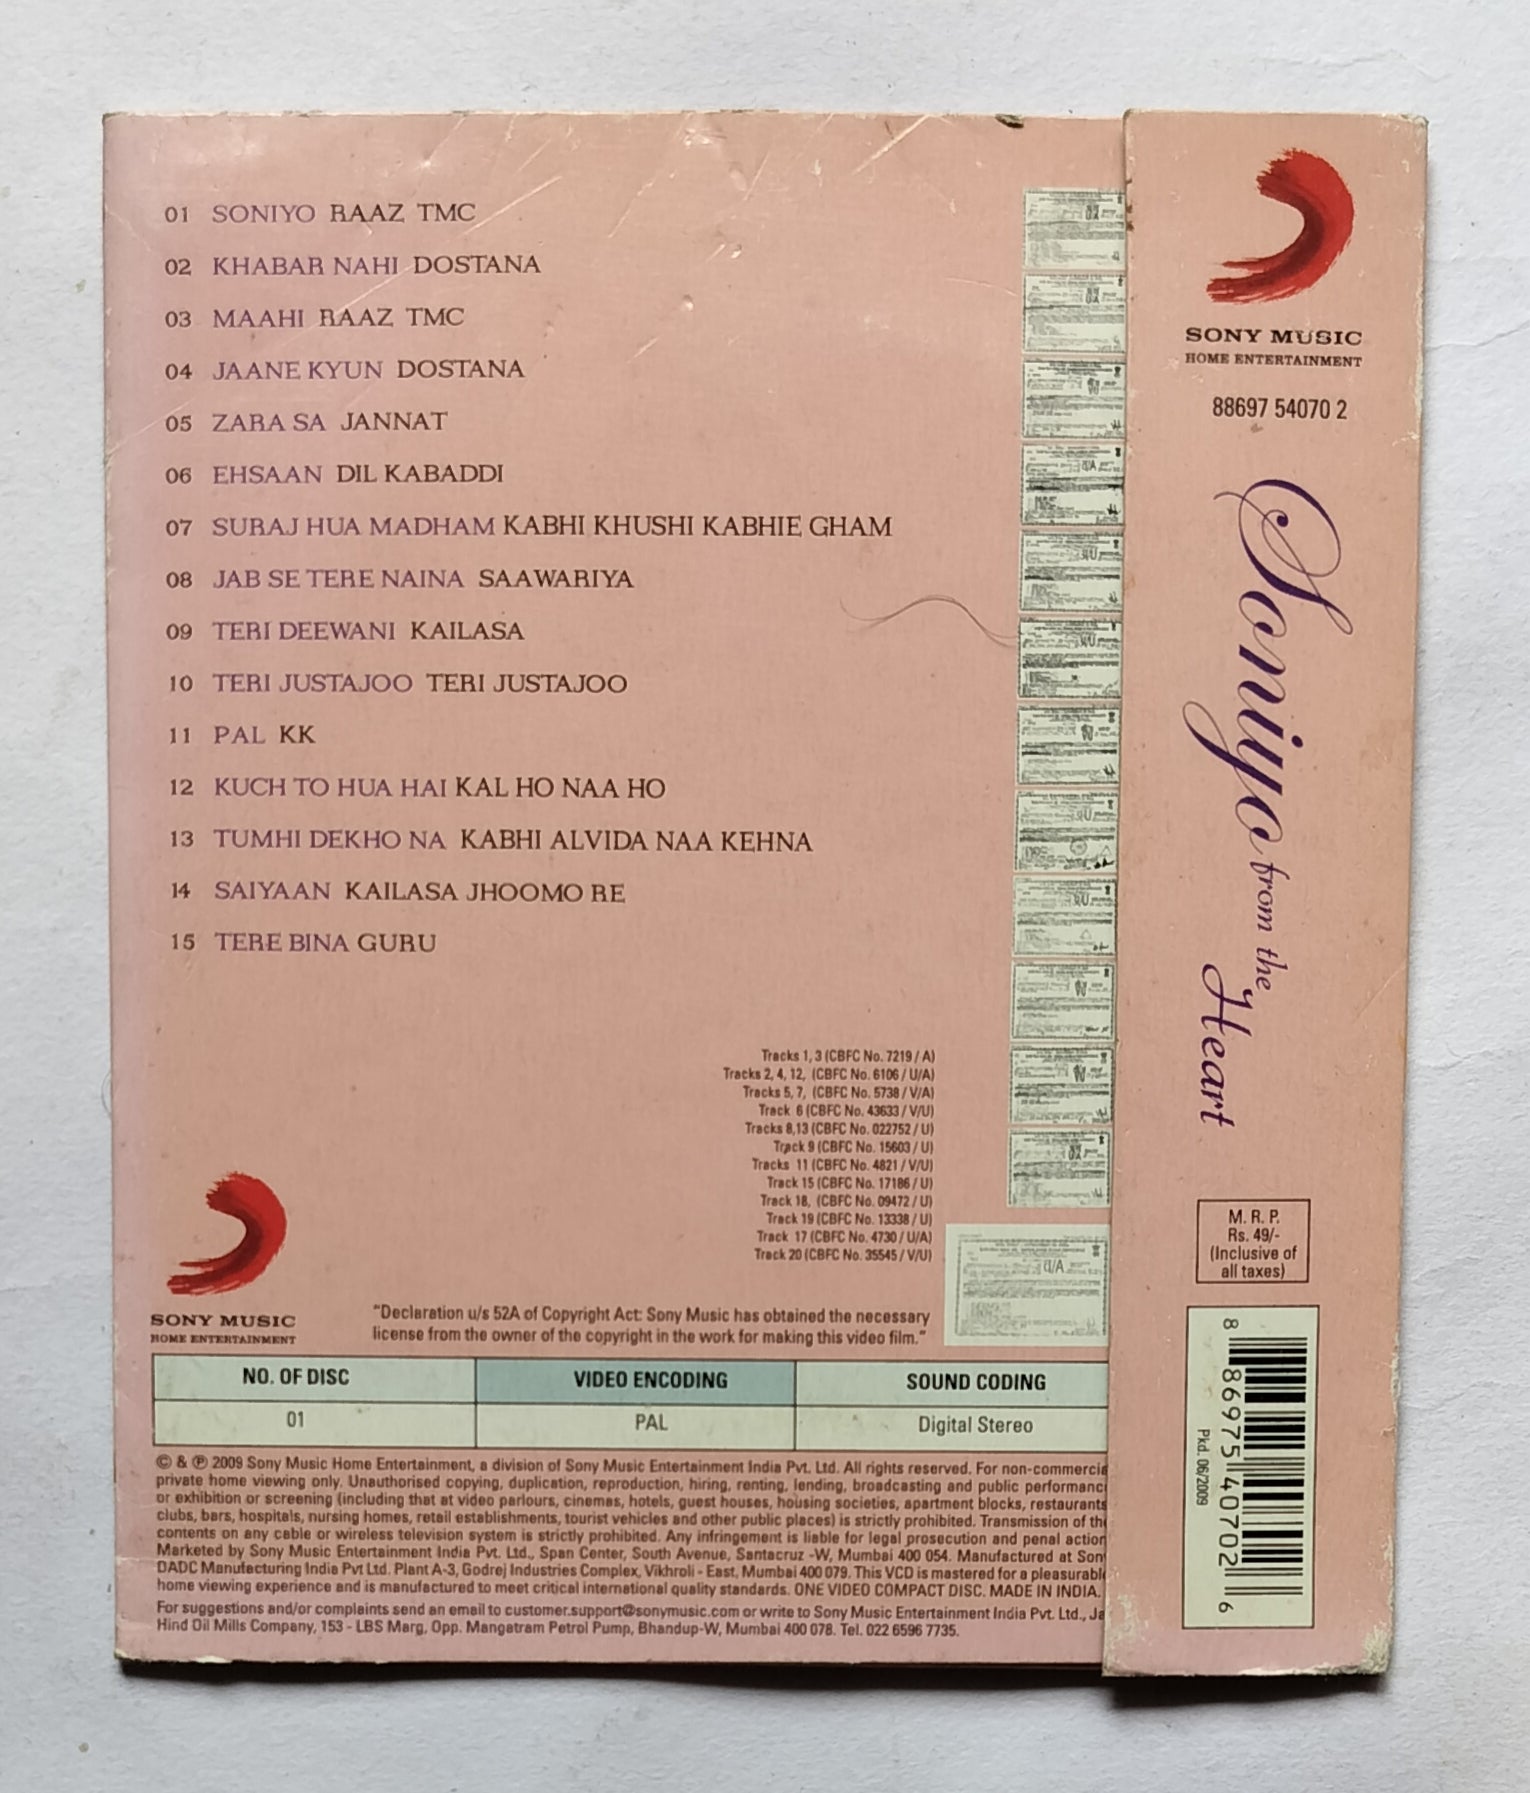 01 SONIYO RAAZ TMC
02 KHABAR NAHI DOSTANA
03 MAAHI RAAZ TMC
04 JAANE KYUN DOSTANA
05 ZARA SA JANNAT
06 EHSAAN DIL KABADDI
07 SURAJ HUA MADHAM KABHI KHUSHI KABHIE GHAM
08 JAB SE TERE NAINA SAAWARIYA
09 TERI DEEWANI KAILASA
10 TERI JUSTAJOO TERI JUSTAJOO
11 PAL KK
12 KUCH TO HUA HAI KAL HO NAA HO
13 TUMHI DEKHO NA KABHI ALVIDA NAA KEHNA
14 SAIYAAN KAILASA JHOOMO RE
15 TERE BINA GURU
Tracks 1, 3 (CBFC No. 7219 / A)
Tracks 2, 4, 12, (CBFC No. 6106 / U/A)
Tracks 5, 7, (CBFC No. 5738 / V/A)
Track 6 (CBFC No. 43633 / V/U)
Tracks 8,13 (CBFC No. 022752 / U)
Track 9 (CBFC No. 15603 / U)
Tracks 11 (CBFC No. 4821 / V/U)
Track 15 (CBFC No. 17186 / U)
Track 18, (CBFC No. 09472 / U)
Track 19 (CBFC No. 13338 / U)
Track 17 (CBFC No. 4730 / U/A)
Track 20 (CBFC No. 35545 / V/U)
SONY MUSIC
HOME ENTERTAINMENT
"Declaration u/s 52A of Copyright Act: Sony Music has obtained the necessary
license from the owner of the copyright in the work for making this video film."
NO. OF DISC VIDEO ENCODING SOUND CODING
01 PAL Digital Stereo
© & ℗ 2009 Sony Music Home Entertainment, a division of Sony Music Entertainment India Pvt. Ltd. All rights reserved. For non-commercia
private home viewing only. Unauthorised copying, duplication, reproduction, hiring, renting, lending, broadcasting and public performanc
or exhibition or screening (including that at video parlours, cinemas, hotels, guest houses, housing societies, apartment blocks, restaurants
clubs, bars, hospitals, nursing homes, retail establishments, tourist vehicles and other public places) is strictly prohibited. Transmission of th
contents on any cable or wireless television system is strictly prohibited. Any infringement is liable for legal prosecution and penal action
Marketed by Sony Music Entertainment India Pvt. Ltd., Span Center, South Avenue, Santacruz -W, Mumbai 400 054. Manufactured at Son
DADC Manufacturing India Pvt Ltd. Plant A-3, Godrej Industries Complex, Vikhroli - East, Mumbai 400 079. This VCD is mastered for a pleasurabl
home viewing experience and is manufactured to meet critical international quality standards. ONE VIDEO COMPACT DISC. MADE IN INDIA.
For suggestions and/or complaints send an email to customer.support@sonymusic.com or write to Sony Music Entertainment India Pvt. Ltd., Ja
Hind Oil Mills Company, 153 - LBS Marg, Opp. Mangatram Petrol Pump, Bhandup-W, Mumbai 400 078. Tel. 022 6596 7735.
SONY MUSIC
HOME ENTERTAINMENT
88697 54070 2
Soniyo from the Heart
M. R. P.
Rs. 49/-
(Inclusive of
all taxes)
8 86975 40702 6
Pkd. 06/2009